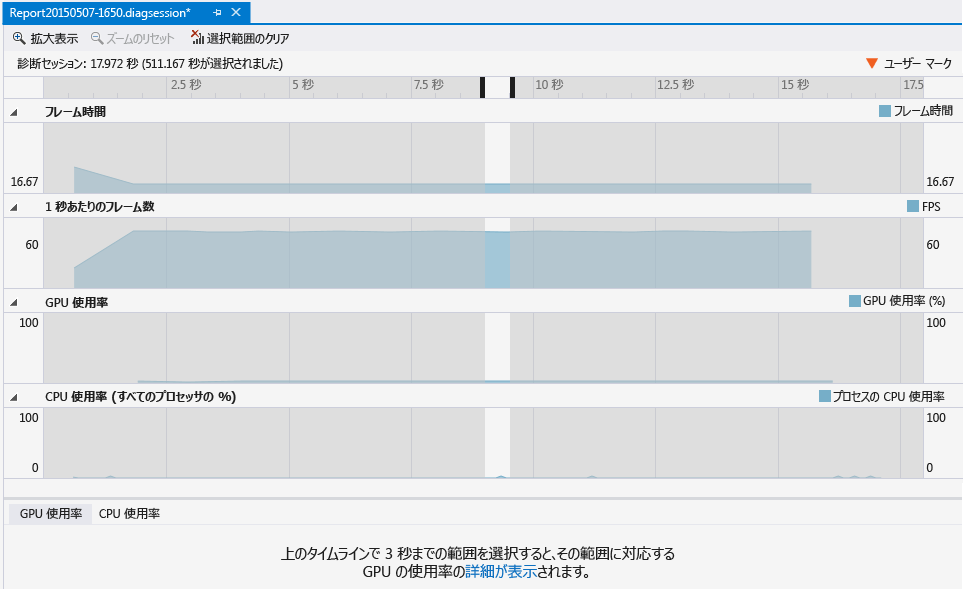 Report20150507-1650.diagsession*
拡大表示 ズームのリセット 選択範囲のクリア
診断セッション: 17.972 秒 (511.167 秒が選択されました) ユーザー マーク
2.5 秒 5 秒 7.5 秒 10 秒 12.5 秒 15 秒 17.5
フレーム時間 フレーム時間
16.67 16.67
1 秒あたりのフレーム数 FPS
60 60
GPU 使用率 GPU 使用率 (%)
100 100
CPU 使用率 (すべてのプロセッサの %) プロセスの CPU 使用率
100 100
0 0
GPU 使用率 CPU 使用率
上のタイムラインで 3 秒までの範囲を選択すると、その範囲に対応する
GPU の使用率の詳細が表示されます。